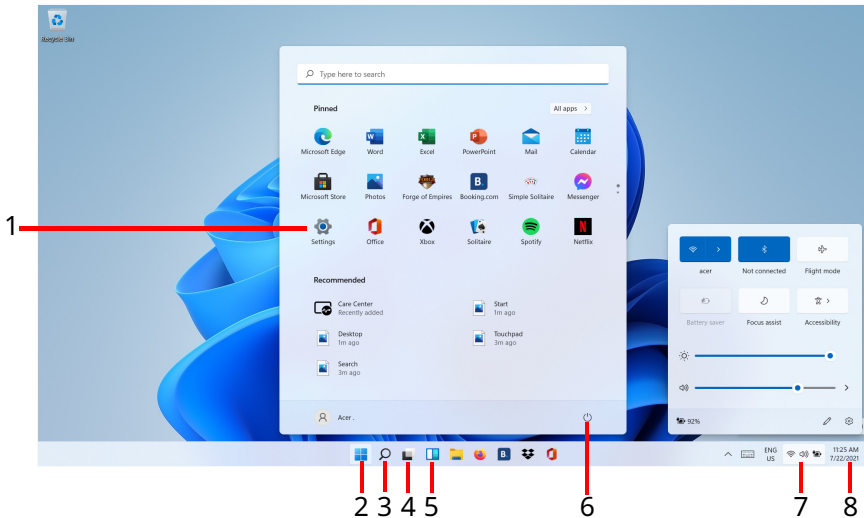 Recycle Bin
Type here to search
Pinned
All apps >
Microsoft Edge Word Excel PowerPoint Mail Calendar
Microsoft Store Photos Forge of Empires Booking.com Simple Solitaire Messenger
1
Settings Office Xbox Solitaire Spotify Netflix
acer Not connected Flight mode
Recommended
Care Center
Recently added
Start
1m ago
Battery saver Focus assist Accessibility
Desktop
1m ago
Touchpad
3m ago
Search
3m ago
Acer .
92%
ENG
US
11:25 AM
7/22/2021
2 3 4 5 6 7 8